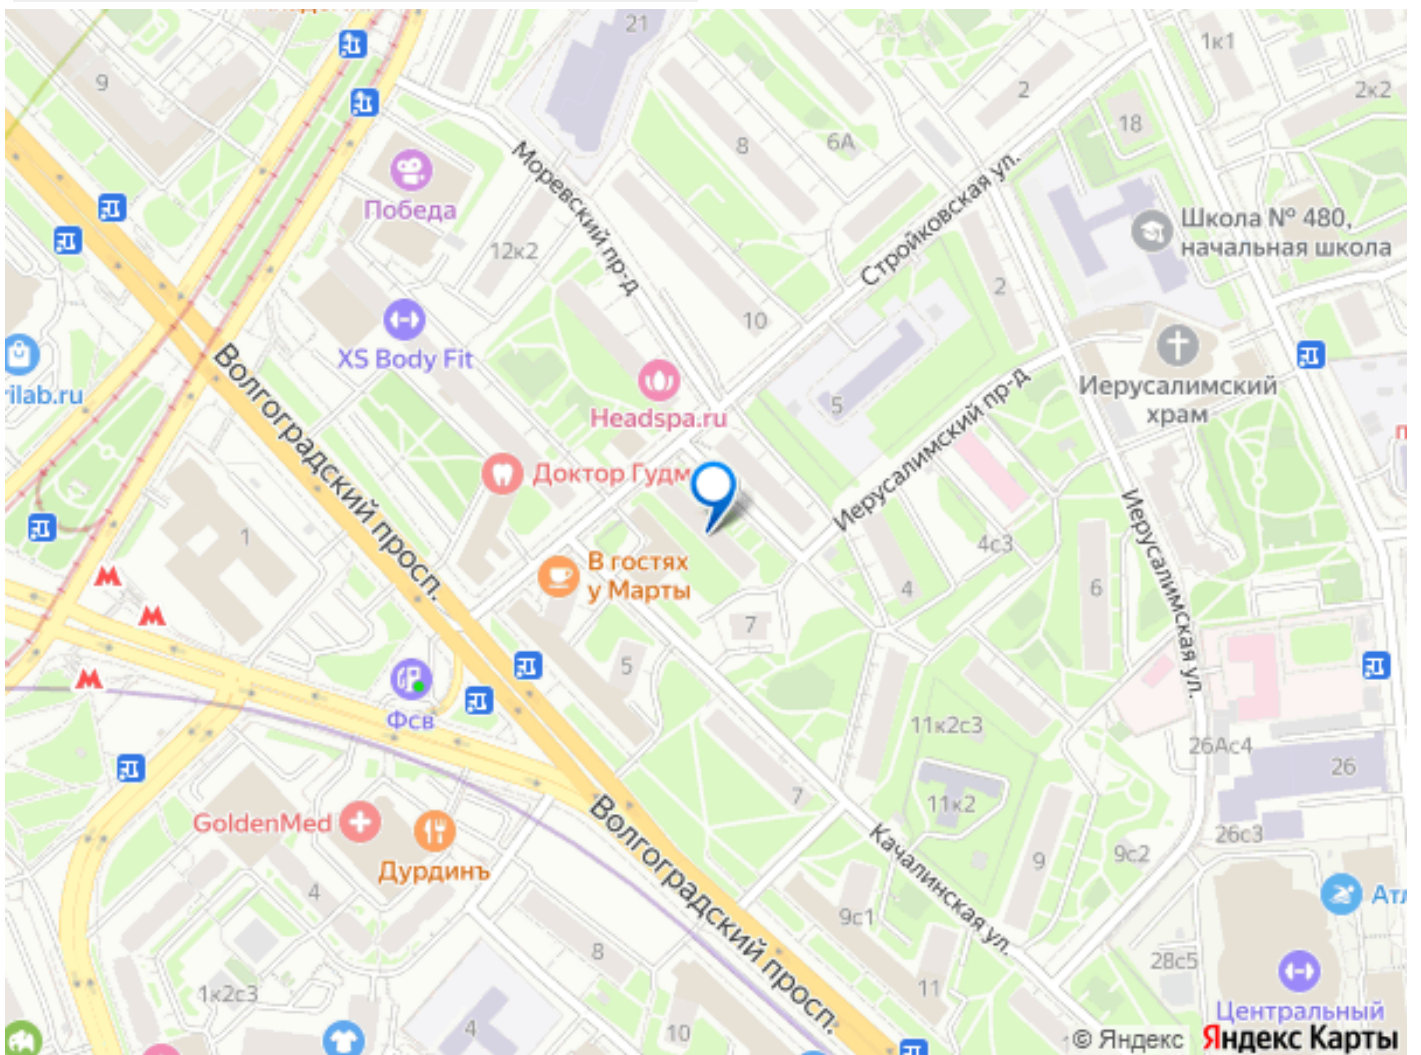 21
1к1
9
2
2к2
18
8
6А
Моревский пр-д
Стройковская ул.
Победа
Школа № 480,
начальная школа
12к2
2
10
XS Body Fit
Иерусалимский
храм
rilab.ru
Headspa.ru
5
Иерусалимский пр-д
Волгоградский просп.
Доктор Гудм
Иерусалимская ул.
1
4с3
В гостях
у Марты
4
6
7
5
Фсв
11к2с3
26Ас4
26
7
11к2
GoldenMed
26с3
Волгоградский просп.
Качалинская ул.
9
9с2
Дурдинъ
4
Атл
9с1
8
28с5
1к2с3
11
Центральный
4
10
© Яндекс Яндекс Карты